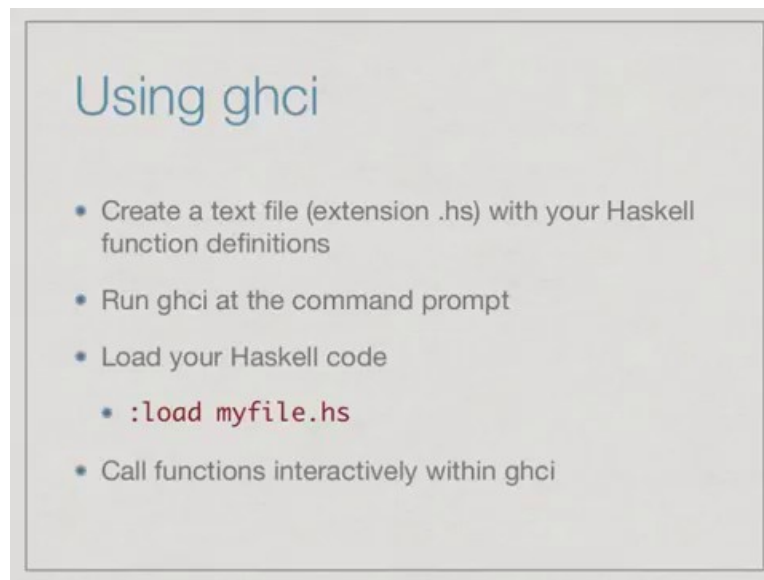 Using ghci
• Create a text file (extension .hs) with your Haskell
function definitions
• Run ghci at the command prompt
• Load your Haskell code
• :load myfile.hs
• Call functions interactively within ghci